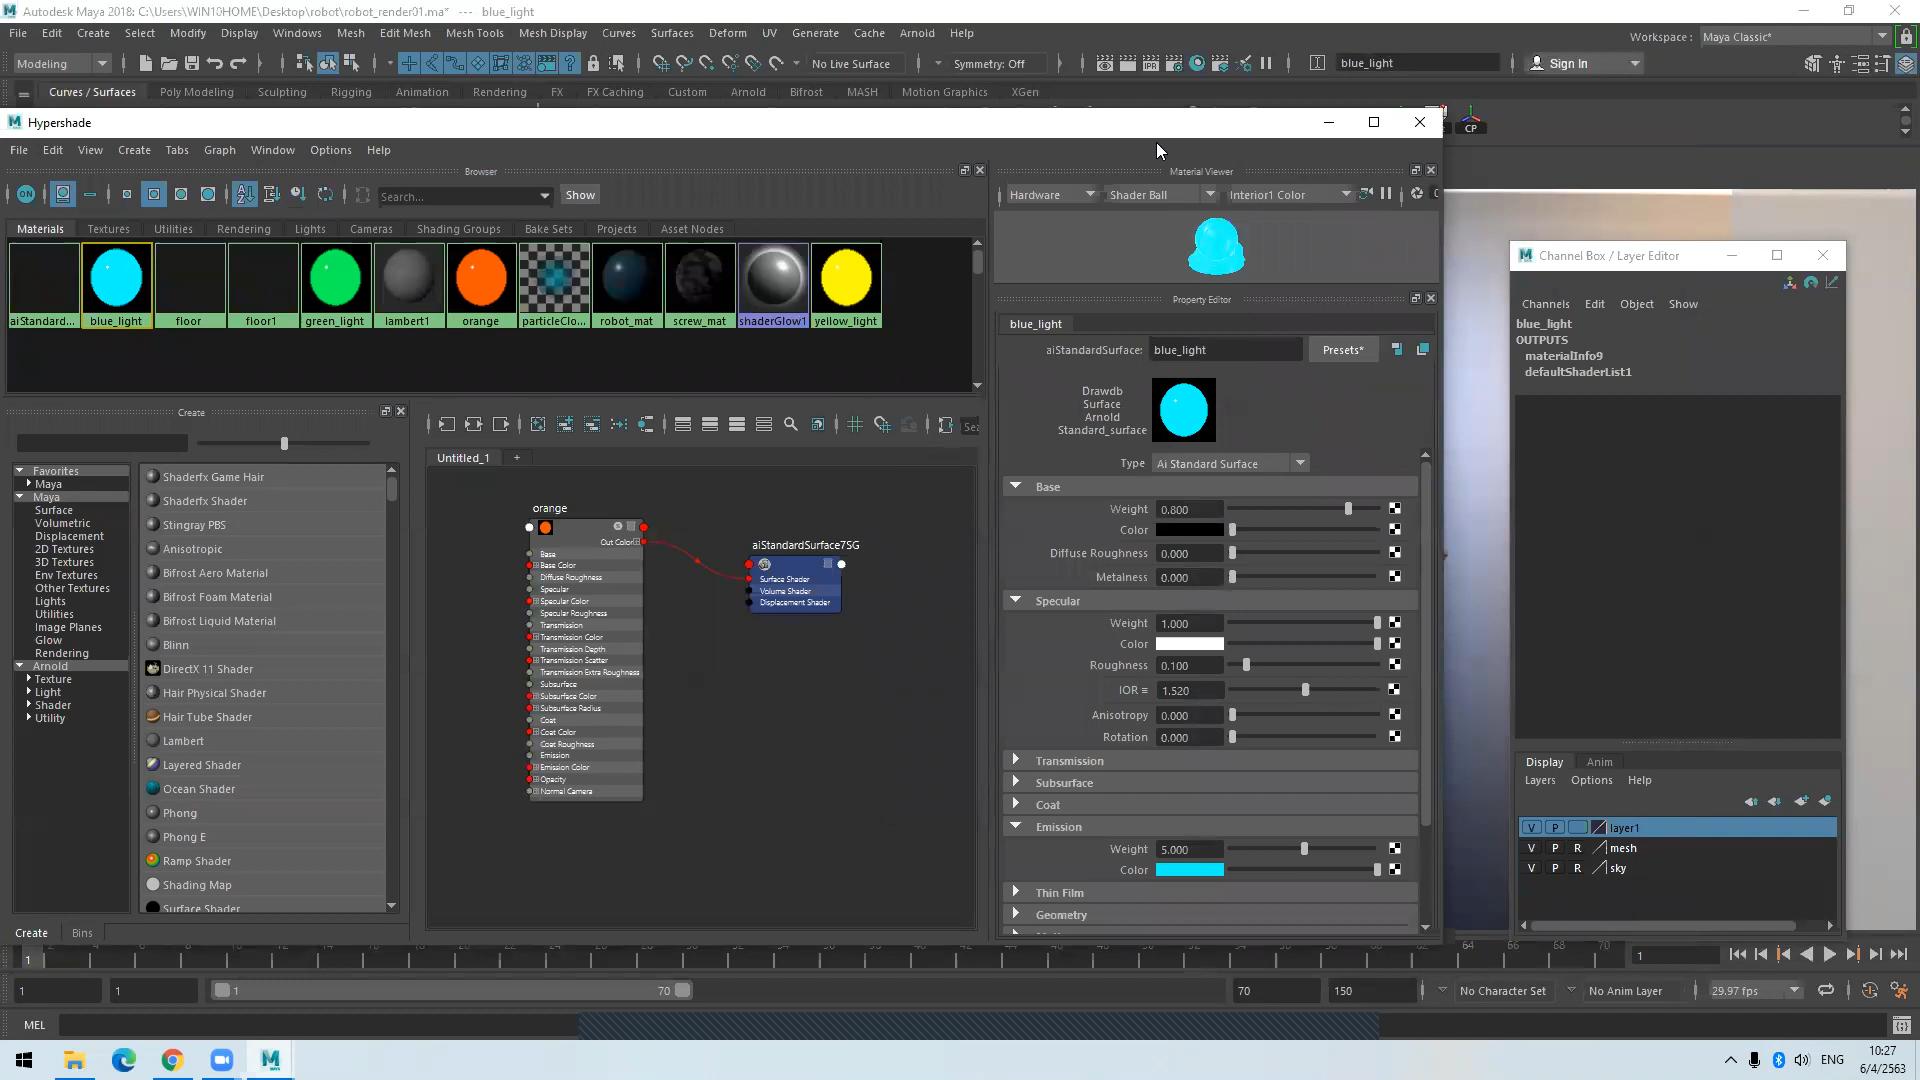 Autodesk Maya 2018: C:\Users\WIN10HOME\Desktop\robot\robot_render01.ma* --- blue_light
File Edit Create Select Modify Display Windows Mesh Edit Mesh Mesh Tools Mesh Display Curves Surfaces Deform UV Generate Cache Arnold Help
Workspace : Maya Classic*
Modeling
No Live Surface
Symmetry: Off
blue_light
Sign In
Curves / Surfaces Poly Modeling Sculpting Rigging Animation Rendering FX FX Caching Custom Arnold Bifrost MASH Motion Graphics XGen
CP
Hypershade
File Edit View Create Tabs Graph Window Options Help
Browser
ON
Search...
Show
Materials Textures Utilities Rendering Lights Cameras Shading Groups Bake Sets Projects Asset Nodes
aiStandard... blue_light floor floor1 green_light lambert1 orange particleClo... robot_mat screw_mat shaderGlow1 yellow_light
Material Viewer
Hardware Shader Ball Interior1 Color
Property Editor
blue_light
aiStandardSurface: blue_light Presets*
Drawdb
Surface
Arnold
Standard_surface
Type Ai Standard Surface
Base
Weight 0.800
Color
Diffuse Roughness 0.000
Metalness 0.000
Specular
Weight 1.000
Color
Roughness 0.100
IOR ≡ 1.520
Anisotropy 0.000
Rotation 0.000
Transmission
Subsurface
Coat
Emission
Weight 5.000
Color
Thin Film
Geometry
Create
Favorites
Maya
Maya
Surface
Volumetric
Displacement
2D Textures
3D Textures
Env Textures
Other Textures
Lights
Utilities
Image Planes
Glow
Rendering
Arnold
Texture
Light
Shader
Utility
Shaderfx Game Hair
Shaderfx Shader
Stingray PBS
Anisotropic
Bifrost Aero Material
Bifrost Foam Material
Bifrost Liquid Material
Blinn
DirectX 11 Shader
Hair Physical Shader
Hair Tube Shader
Lambert
Layered Shader
Ocean Shader
Phong
Phong E
Ramp Shader
Shading Map
Surface Shader
Create Bins
Sea
Untitled_1 +
orange
Out Color
Base
Base Color
Diffuse Roughness
Specular
Specular Color
Specular Roughness
Transmission
Transmission Color
Transmission Depth
Transmission Scatter
Transmission Extra Roughness
Subsurface
Subsurface Color
Subsurface Radius
Coat
Coat Color
Coat Roughness
Emission
Emission Color
Opacity
Normal Camera
aiStandardSurface7SG
Surface Shader
Volume Shader
Displacement Shader
Channel Box / Layer Editor
Channels Edit Object Show
blue_light
OUTPUTS
materialInfo9
defaultShaderList1
Display Anim
Layers Options Help
V P layer1
V P R mesh
V P R sky
64 66 68 70
1
1
1 1 1 70 70 150 No Character Set No Anim Layer 29.97 fps
MEL
ENG
10:27
6/4/2563